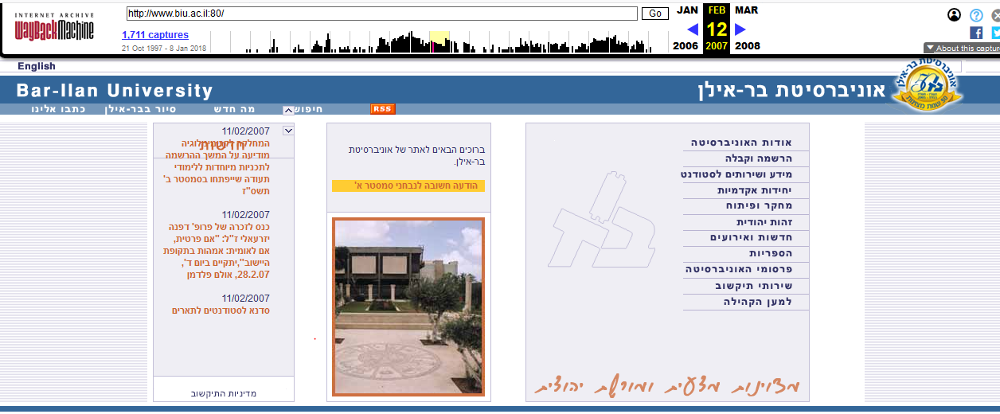 INTERNET ARCHIVE
WayBackMachine
http://www.biu.ac.il:80/
Go
JAN FEB MAR
12
2006 2007 2008
1,711 captures
21 Oct 1997 - 8 Jan 2018
About this capture
English
Bar-Ilan University
אוניברסיטת בר-אילן
חיפוש
מה חדש
סיור בבר-אילן
כתבו אלינו
RSS
אודות האוניברסיטה
הרשמה וקבלה
מידע ושירותים לסטודנט
יחידות אקדמיות
מחקר ופיתוח
זהות יהודית
חדשות ואירועים
הספריות
פרסומי האוניברסיטה
שירותי תיקשוב
למען הקהילה
מצוינות מדעית ומורשת יהודית
ברוכים הבאים לאתר של אוניברסיטת
בר-אילן.
הודעה חשובה לנבחני סמסטר א'
חדשות
11/02/2007
המחלקה לקרימינולוגיה
מודיעה על המשך ההרשמה
לתכניות מיוחדות ללימודי
תעודה שייפתחו בסמסטר ב'
תשס"ז
11/02/2007
כנס לזכרה של פרופ' דפנה
יזרעאלי ז"ל: "אם פרטית,
אם לאומית: אמהות בתקופת
היישוב",יתקיים ביום ד',
28.2.07, אולם פלדמן
11/02/2007
סדנא לסטודנטים לתארים
מדיניות התיקשוב